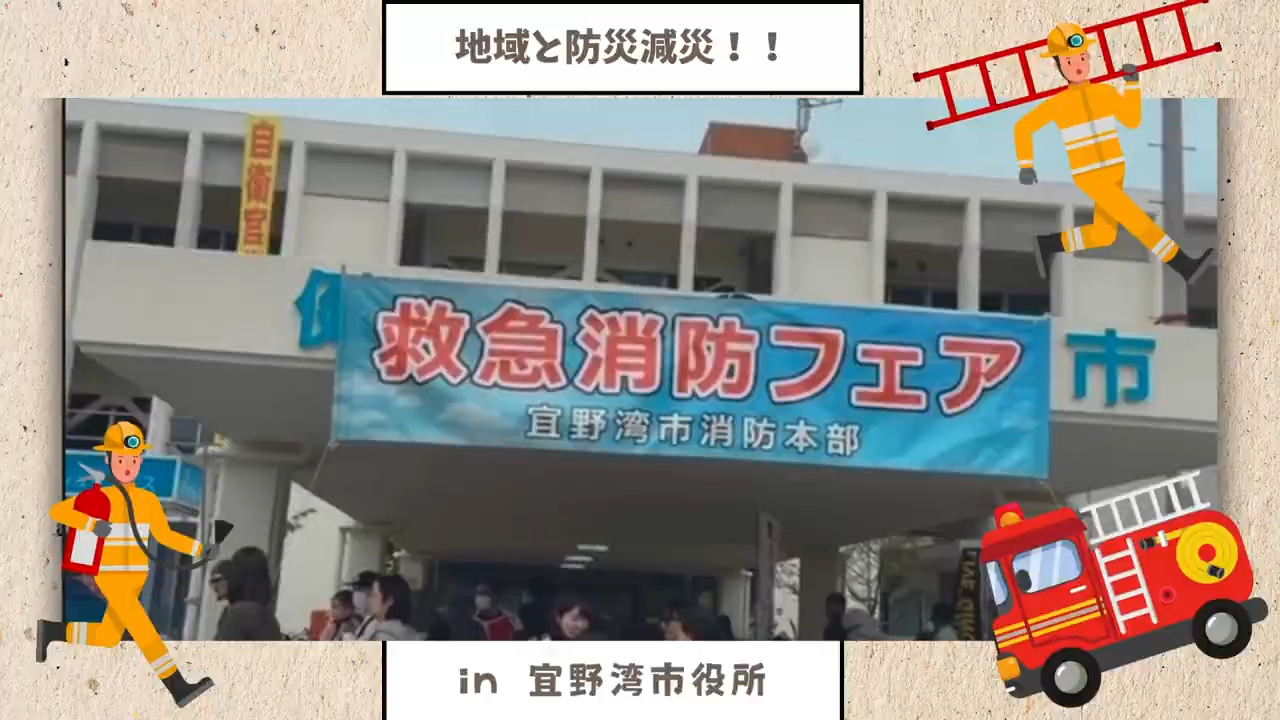 地域と防災減災！！
自衛官
救急消防フェア
市
宜野湾市消防本部
in 宜野湾市役所